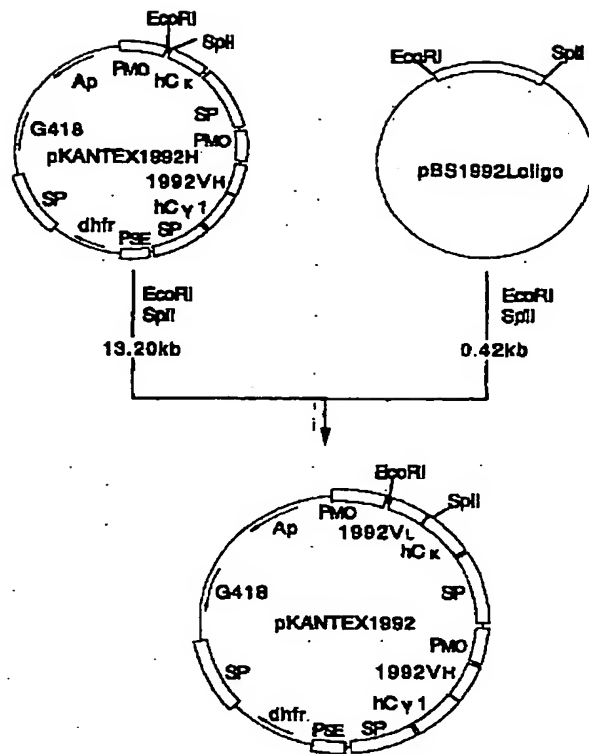 EcoRI
SplI
PMO
hCκ
Ap
SP
G418
PMO
pKANTEX1992H
1992VH
SP
hCγ1
dhfr
PSE
SP
EcoRI
SplI
pBS1992Loligo
EcoRI
SplI
13.20kb
EcoRI
SplI
0.42kb
EcoRI
SplI
PMO
1992VL
Ap
hCκ
G418
SP
pKANTEX1992
PMO
SP
1992VH
hCγ1
dhfr.
PSE
SP